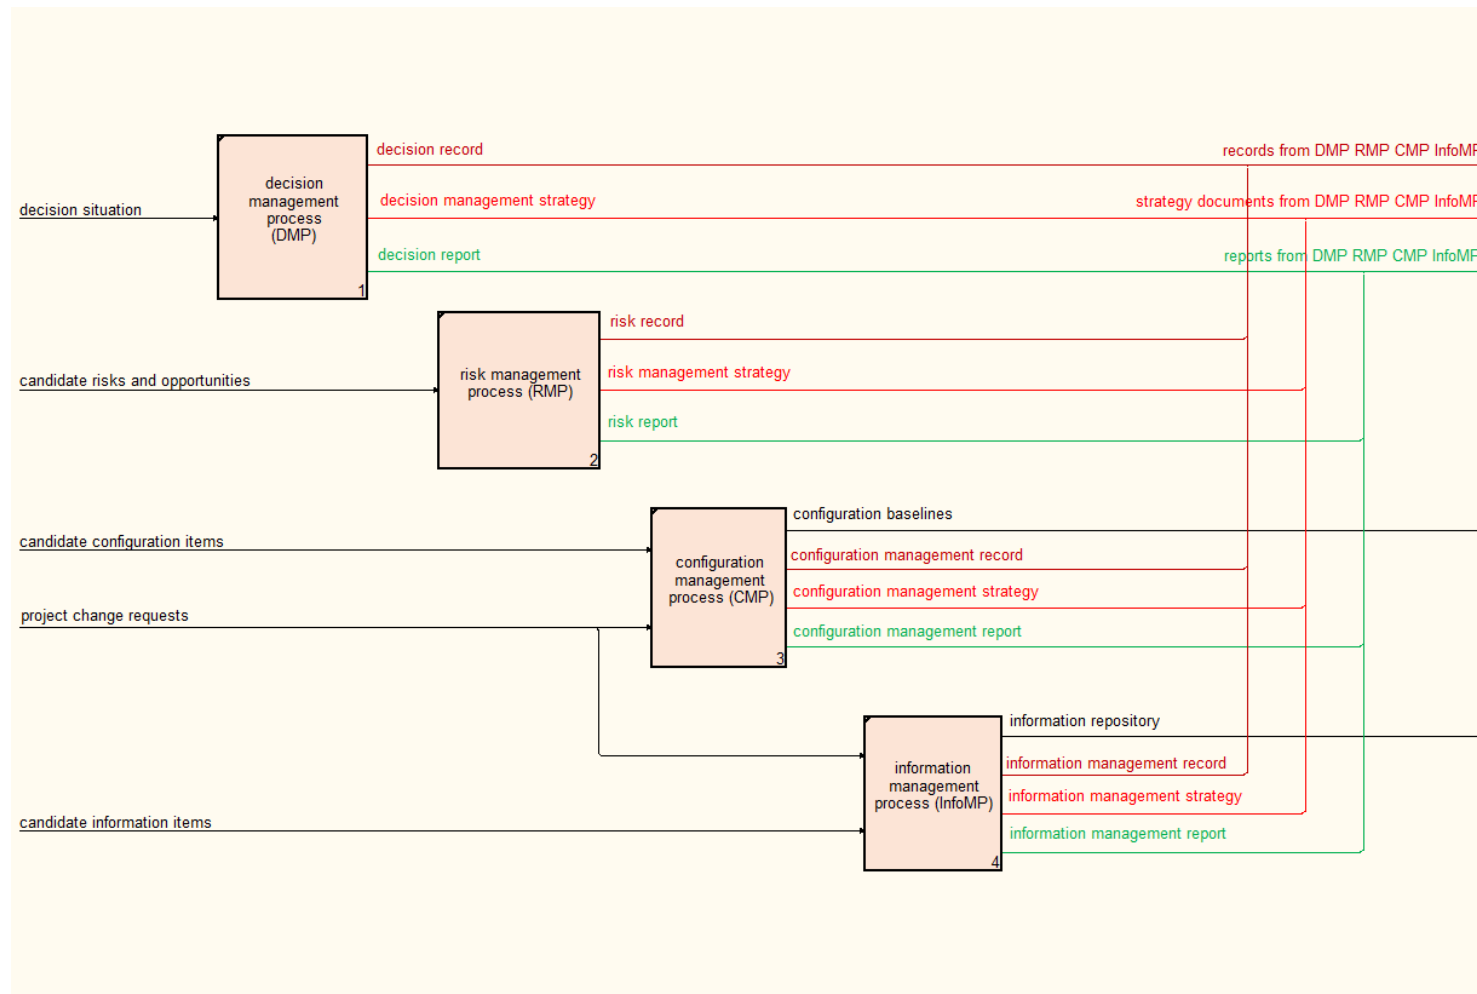 decision record
records from DMP RMP CMP InfoMP
decision
management
process
(DMP)
decision management strategy
strategy documents from DMP RMP CMP InfoMP
decision situation
decision report
reports from DMP RMP CMP InfoMP
1
risk record
risk management
process (RMP)
risk management strategy
candidate risks and opportunities
risk report
2
configuration baselines
candidate configuration items
configuration
management
process (CMP)
configuration management record
configuration management strategy
project change requests
configuration management report
3
information repository
information
management
process (InfoMP)
information management record
information management strategy
candidate information items
information management report
4